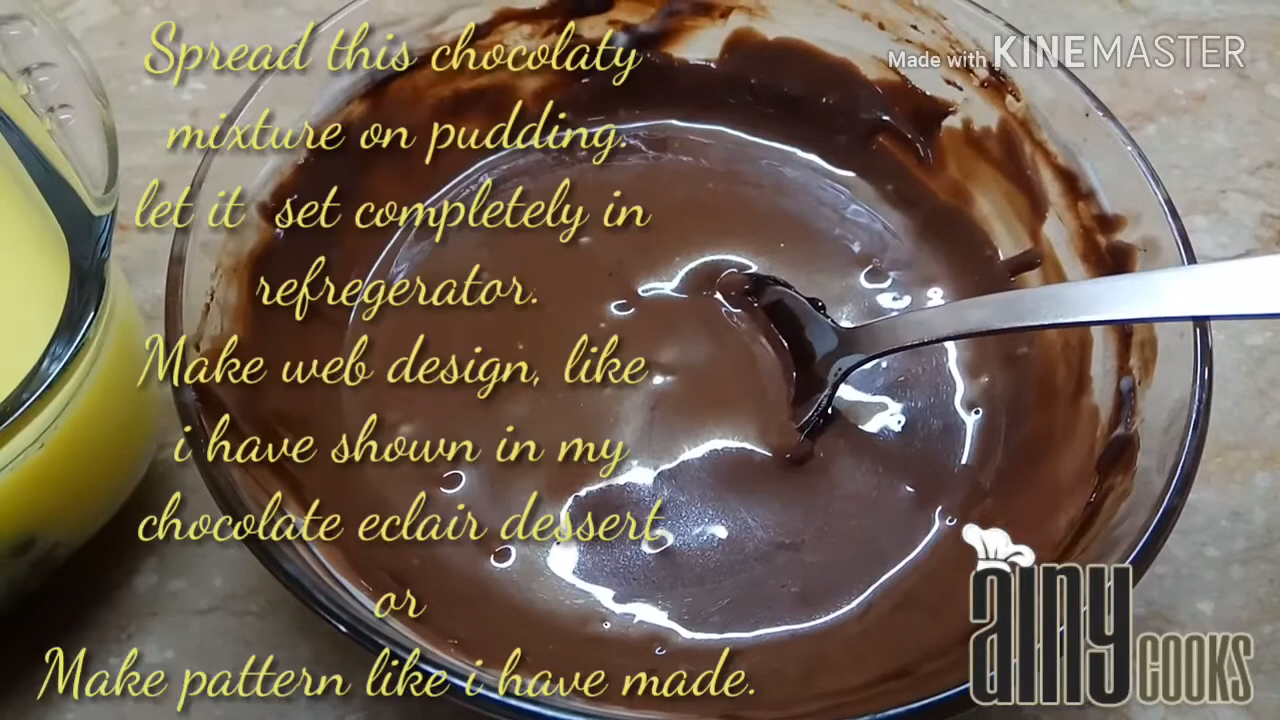 Spread this chocolaty
mixture on pudding.
let it set completely in
refregerator.
Make web design, like
i have shown in my
chocolate eclair dessert
or
Make pattern like i have made.
Made with KINEMASTER
ainy COOKS